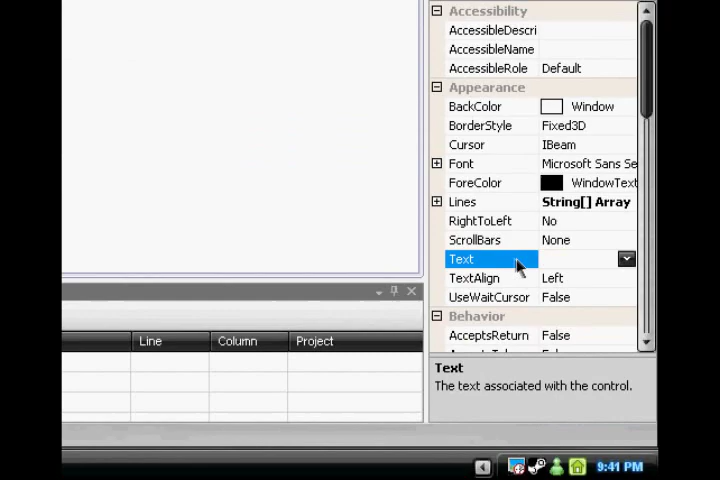 Accessibility
AccessibleDescri
AccessibleName
AccessibleRole Default
Appearance
BackColor Window
BorderStyle Fixed3D
Cursor IBeam
Font Microsoft Sans Se
ForeColor WindowText
Lines String[] Array
RightToLeft No
ScrollBars None
Text
TextAlign Left
UseWaitCursor False
Behavior
AcceptsReturn False
Line Column Project
Text
The text associated with the control.
9:41 PM